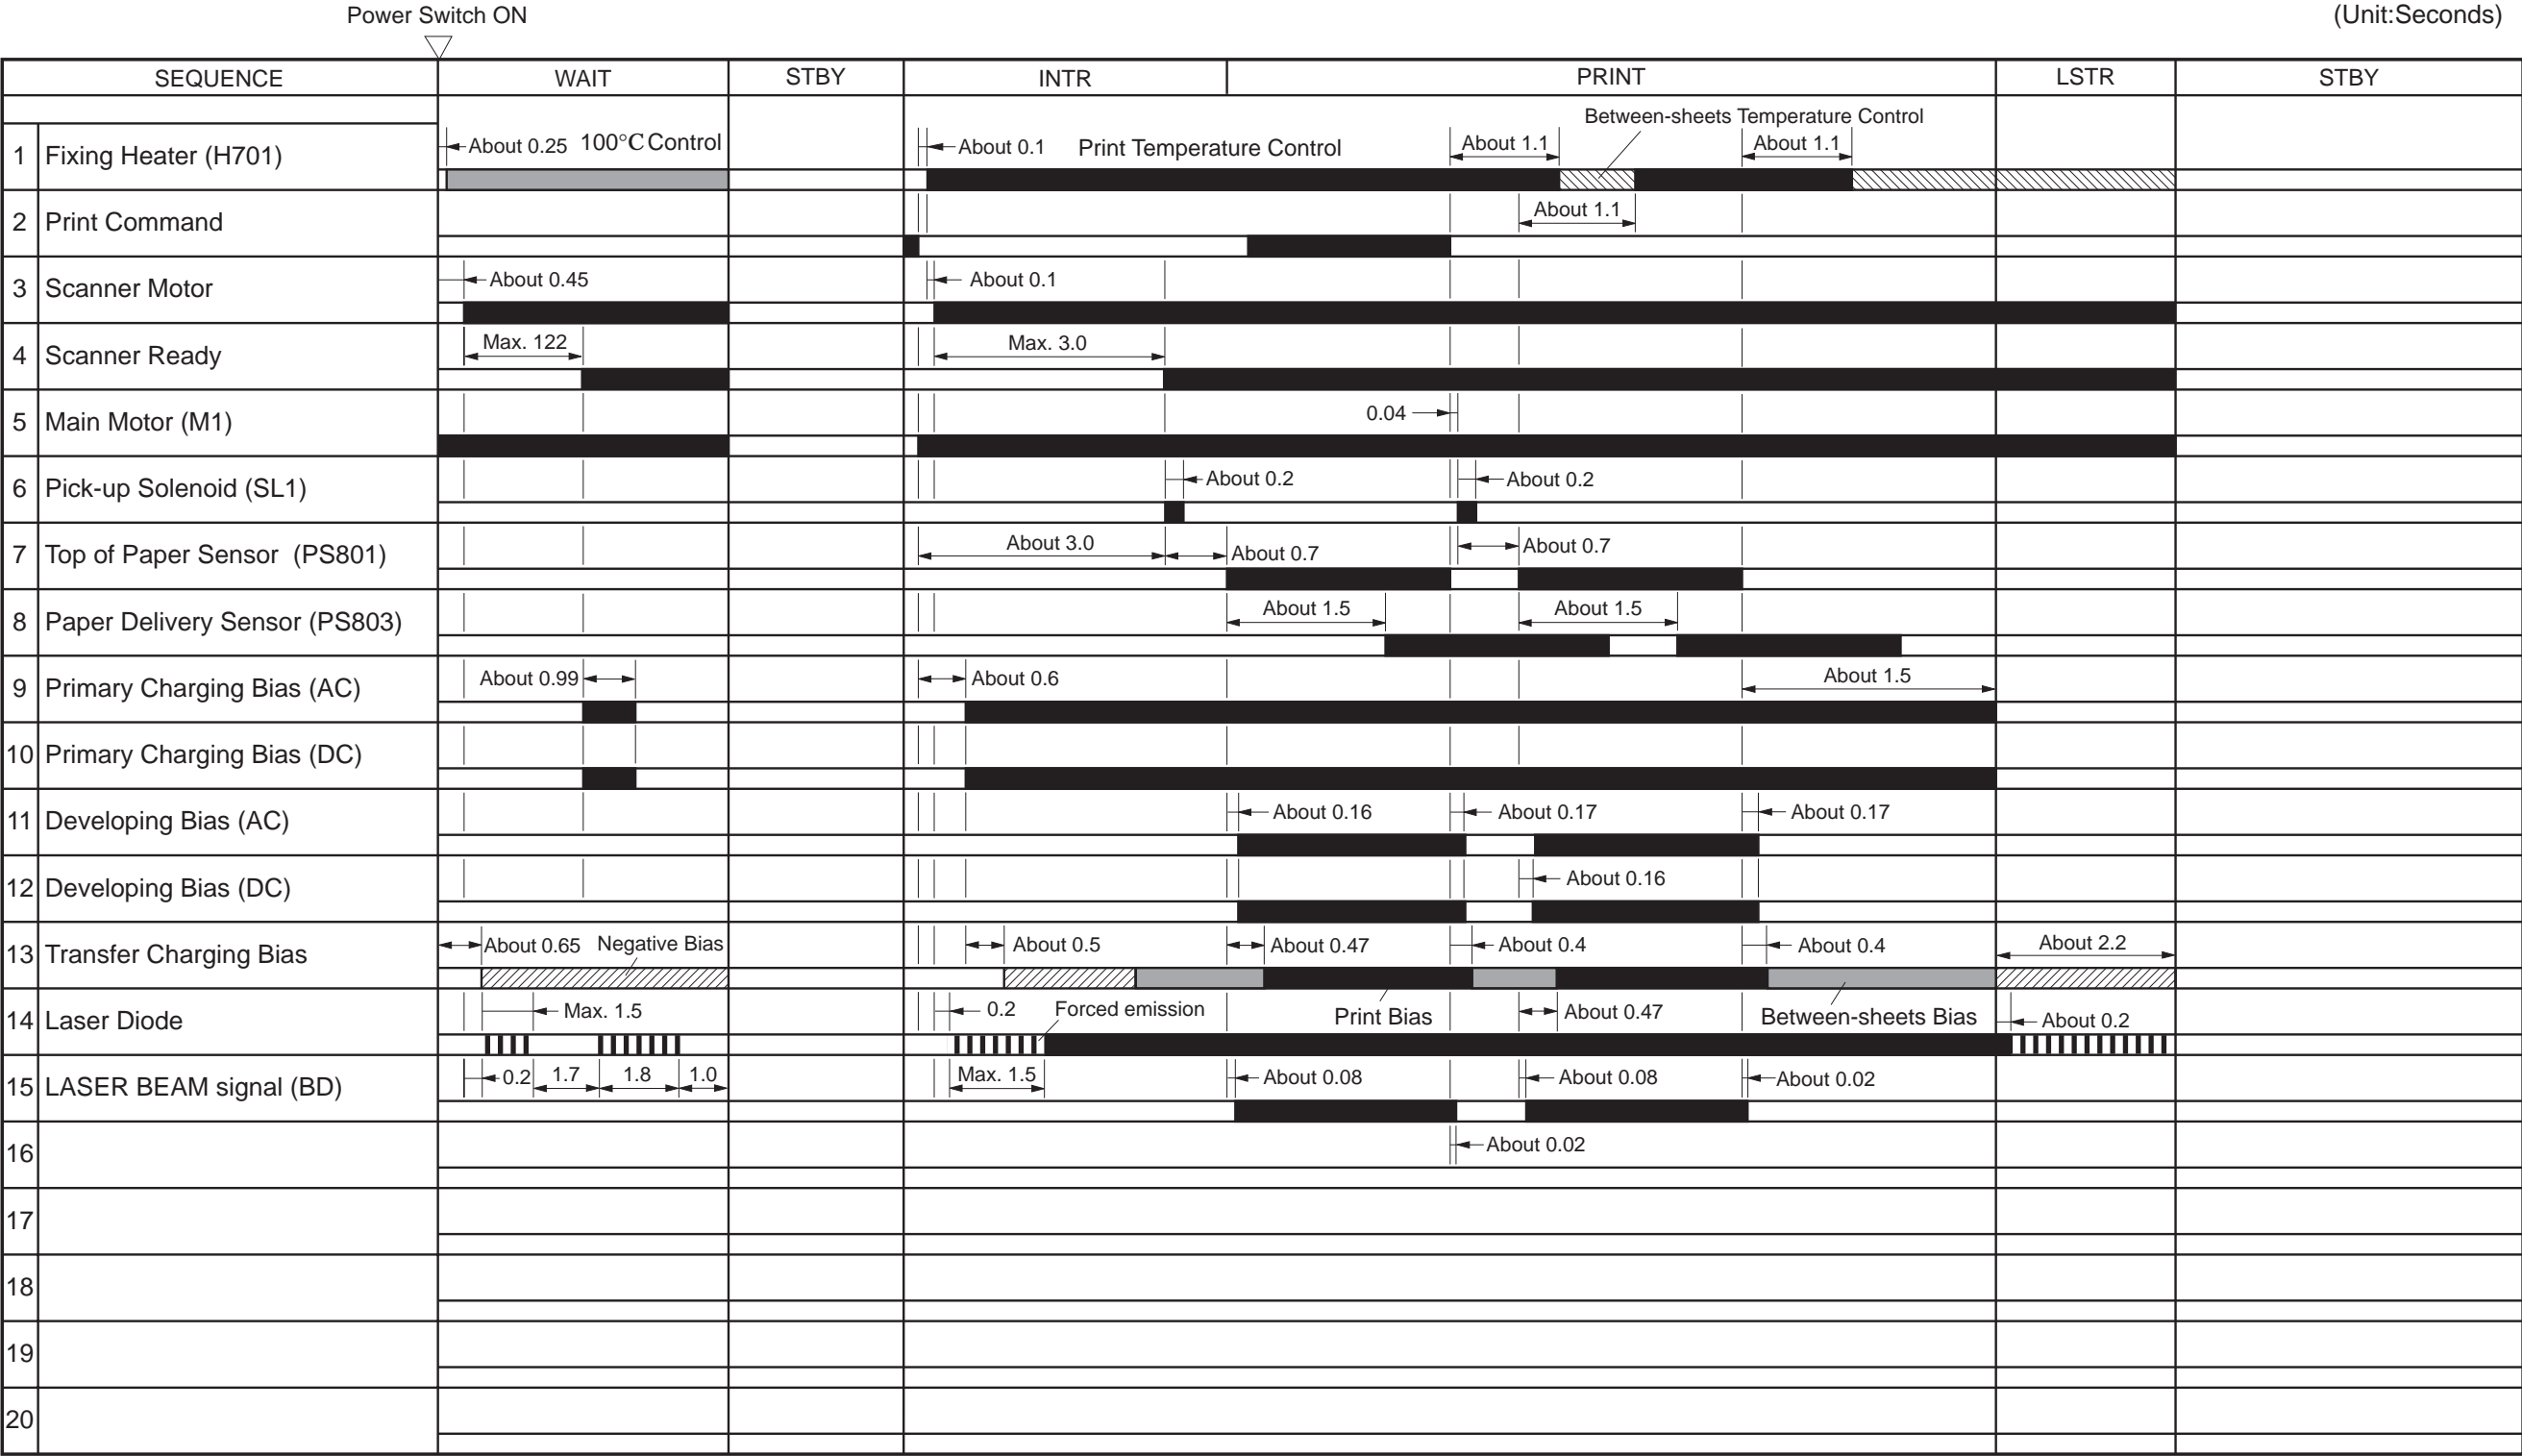 Power Switch ON
(Unit:Seconds)
SEQUENCE WAIT STBY INTR PRINT LSTR STBY
Between-sheets Temperature Control
1 Fixing Heater (H701) About 0.25 100°C Control About 0.1 Print Temperature Control About 1.1 About 1.1
2 Print Command About 1.1
3 Scanner Motor About 0.45 About 0.1
4 Scanner Ready Max. 122 Max. 3.0
5 Main Motor (M1) 0.04
6 Pick-up Solenoid (SL1) About 0.2 About 0.2
7 Top of Paper Sensor (PS801) About 3.0 About 0.7 About 0.7
8 Paper Delivery Sensor (PS803) About 1.5 About 1.5
9 Primary Charging Bias (AC) About 0.99 About 0.6 About 1.5
10 Primary Charging Bias (DC)
11 Developing Bias (AC) About 0.16 About 0.17 About 0.17
12 Developing Bias (DC) About 0.16
13 Transfer Charging Bias About 0.65 Negative Bias About 0.5 About 0.47 About 0.4 About 0.4 About 2.2
14 Laser Diode Max. 1.5 0.2 Forced emission Print Bias About 0.47 Between-sheets Bias About 0.2
15 LASER BEAM signal (BD) 0.2 1.7 1.8 1.0 Max. 1.5 About 0.08 About 0.08 About 0.02
16 About 0.02
17
18
19
20